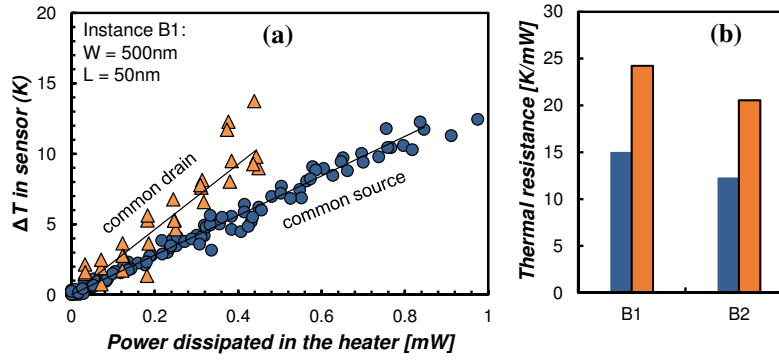 (a)
Instance B1:
W = 500nm
L = 50nm
common drain
common source
ΔT in sensor (K)
20
15
10
5
0
0
0.2
0.4
0.6
0.8
1
Power dissipated in the heater [mW]
(b)
Thermal resistance [K/mW]
30
25
20
15
10
5
0
B1
B2